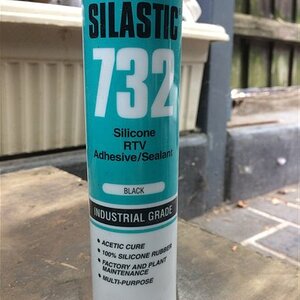 SILASTIC®
732
Silicone
RTV
Adhesive/Sealant
BLACK
INDUSTRIAL GRADE
• ACETIC CURE
• 100% SILICONE RUBBER
• FACTORY AND PLANT
MAINTENANCE
• MULTI-PURPOSE